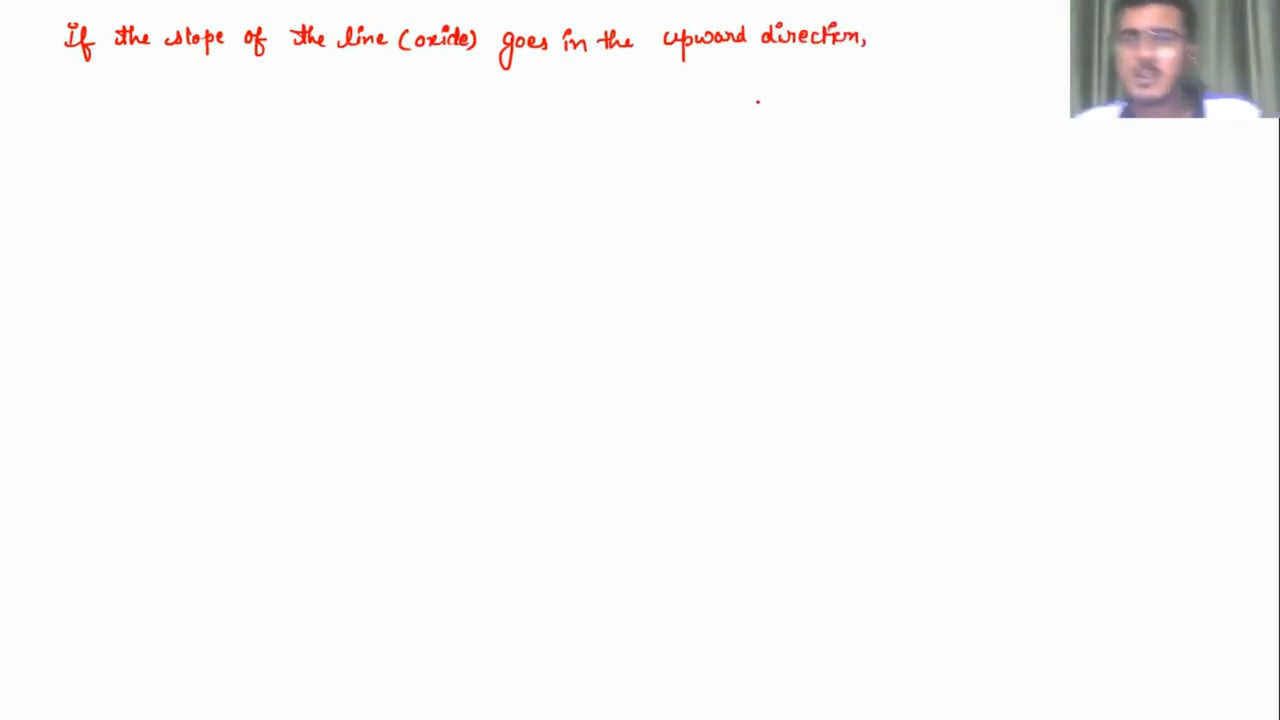 If the slope of the line (oxide) goes in the upward direction,